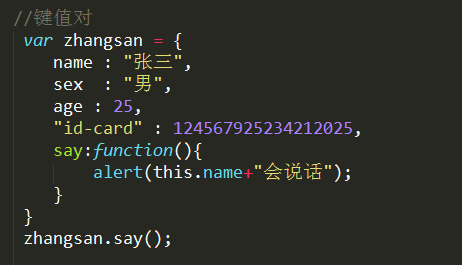 //键值对
var zhangsan = {
name : "张三",
sex  : "男",
age : 25,
"id-card" : 124567925234212025,
say:function(){
alert(this.name+"会说话");
}
}
zhangsan.say();